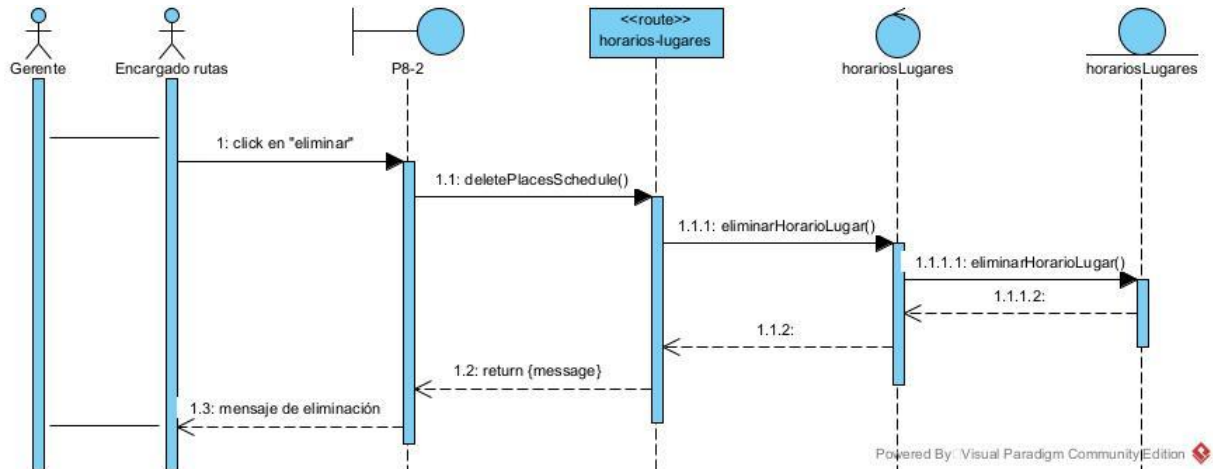 Gerente
Encargado rutas
P8-2
<<route>>
horarios-lugares
horariosLugares
horariosLugares
1: click en "eliminar"
1.1: deletePlacesSchedule()
1.1.1: eliminarHorarioLugar()
1.1.1.1: eliminarHorarioLugar()
1.1.1.2:
1.1.2:
1.2: return {message}
1.3: mensaje de eliminación
Powered By Visual Paradigm Community Edition